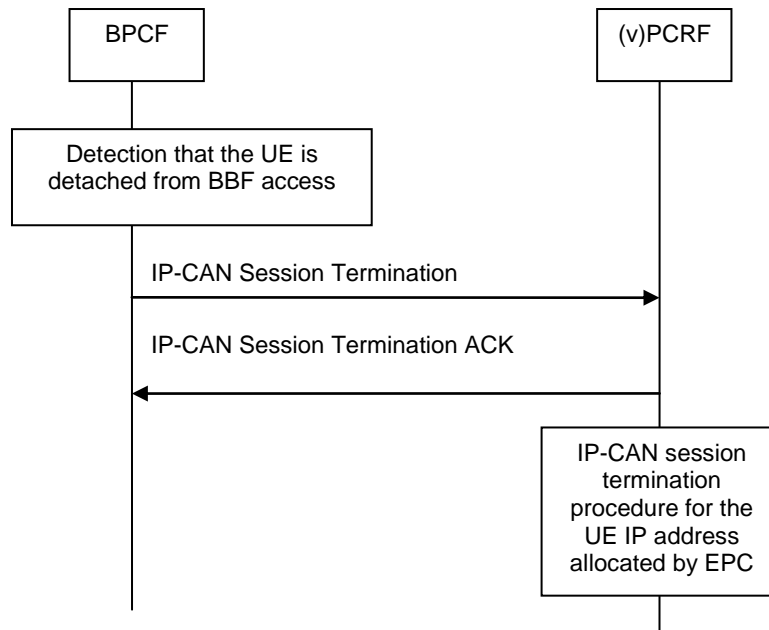 BPCF
(v)PCRF
Detection that the UE is
detached from BBF access
IP-CAN Session Termination
IP-CAN Session Termination ACK
IP-CAN session
termination
procedure for the
UE IP address
allocated by EPC